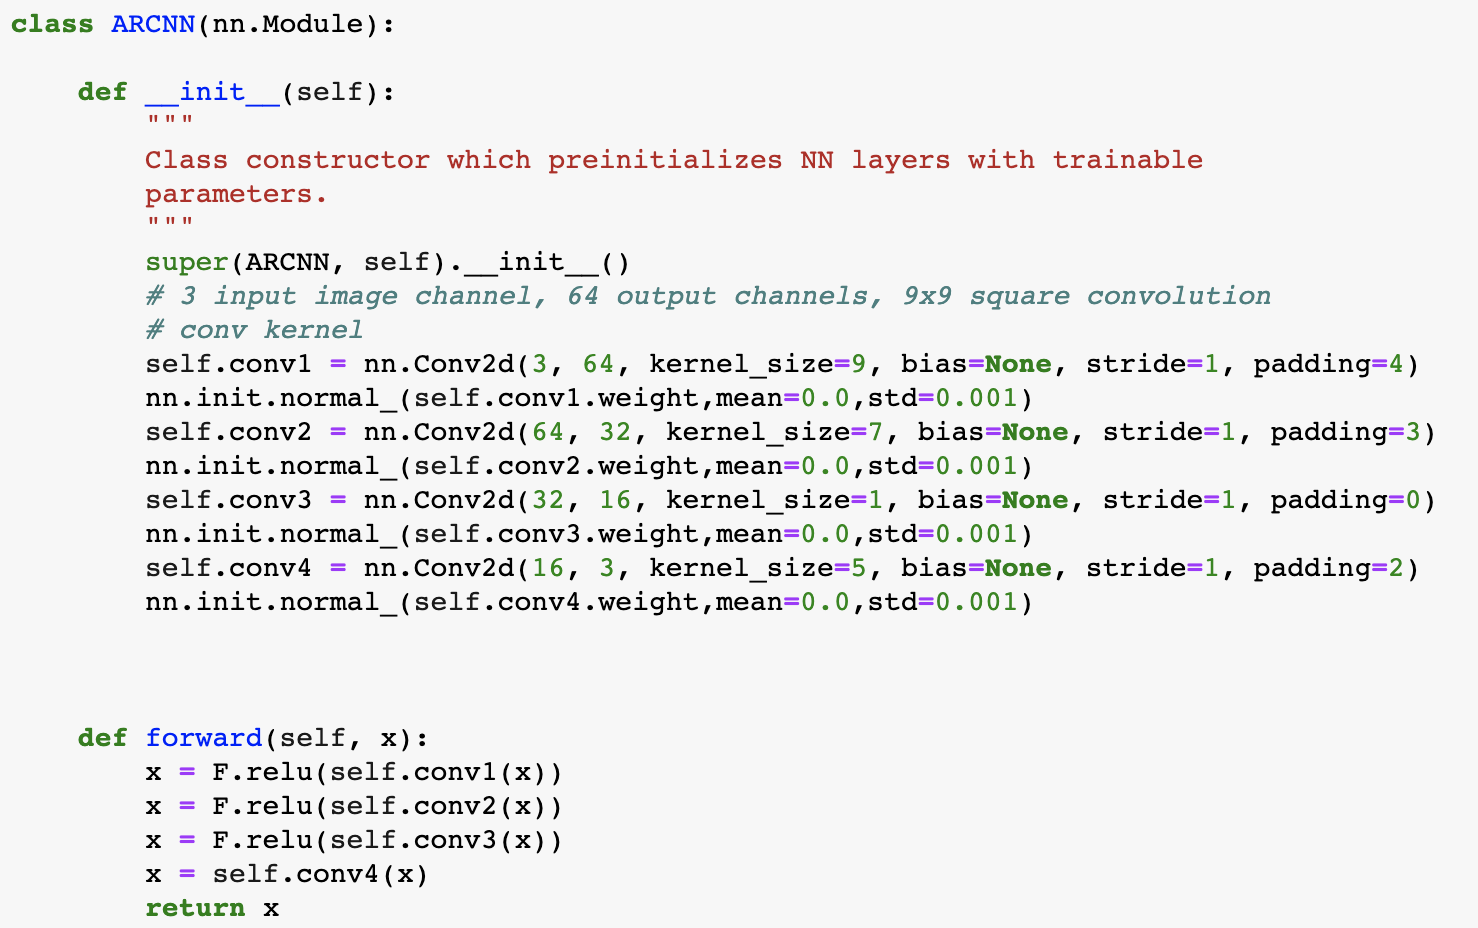 class ARCNN(nn.Module):
    def __init__(self):
        """
        Class constructor which preinitializes NN layers with trainable
        parameters.
        """
        super(ARCNN, self).__init__()
        # 3 input image channel, 64 output channels, 9x9 square convolution
        # conv kernel
        self.conv1 = nn.Conv2d(3, 64, kernel_size=9, bias=None, stride=1, padding=4)
        nn.init.normal_(self.conv1.weight,mean=0.0,std=0.001)
        self.conv2 = nn.Conv2d(64, 32, kernel_size=7, bias=None, stride=1, padding=3)
        nn.init.normal_(self.conv2.weight,mean=0.0,std=0.001)
        self.conv3 = nn.Conv2d(32, 16, kernel_size=1, bias=None, stride=1, padding=0)
        nn.init.normal_(self.conv3.weight,mean=0.0,std=0.001)
        self.conv4 = nn.Conv2d(16, 3, kernel_size=5, bias=None, stride=1, padding=2)
        nn.init.normal_(self.conv4.weight,mean=0.0,std=0.001)
    def forward(self, x):
        x = F.relu(self.conv1(x))
        x = F.relu(self.conv2(x))
        x = F.relu(self.conv3(x))
        x = self.conv4(x)
        return x